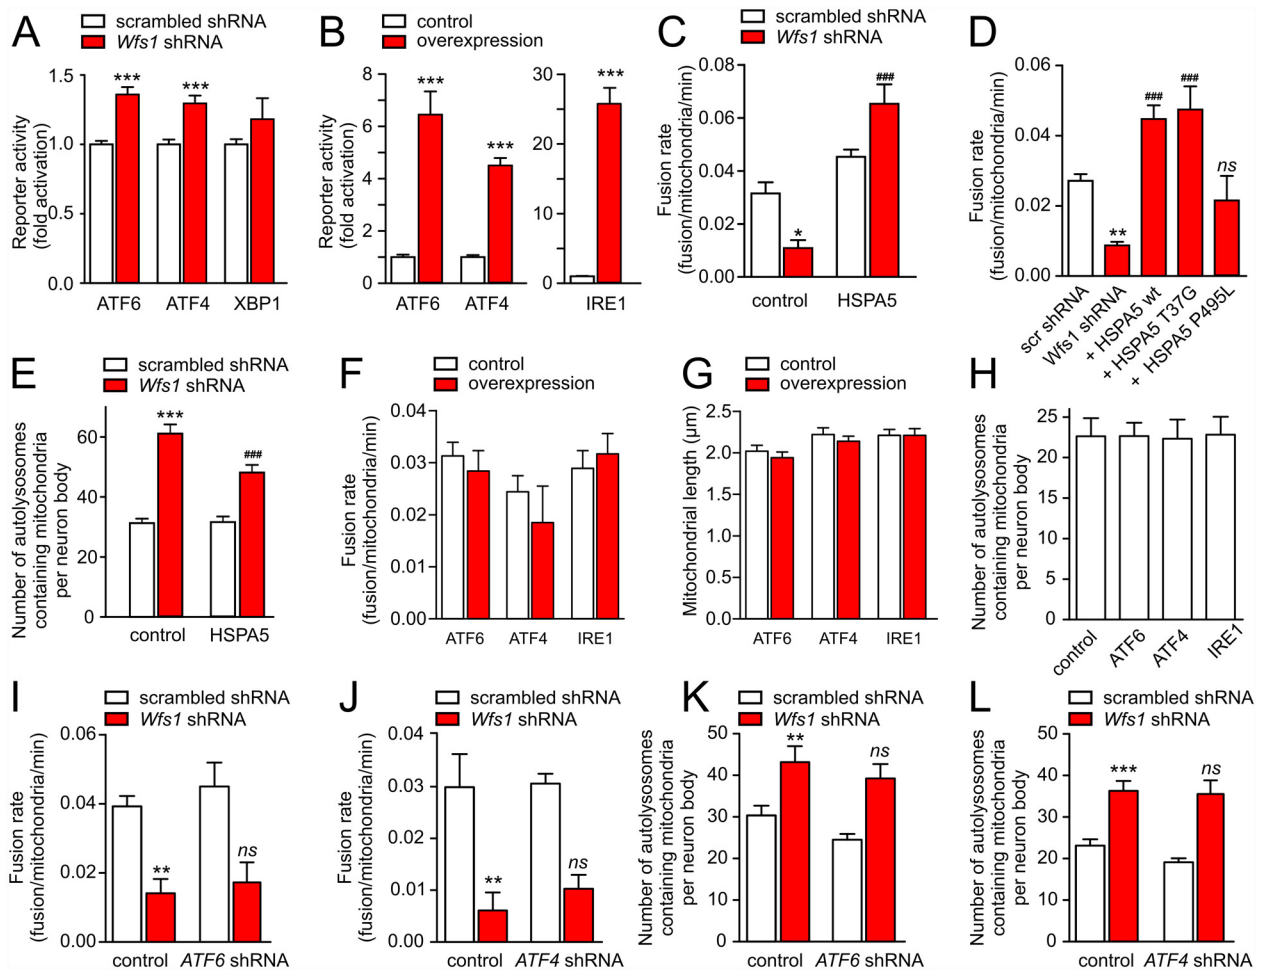 A
scrambled shRNA
Wfs1 shRNA
Reporter activity
(fold activation)
1.5
1.0
0.5
0.0
***
***
ATF6
ATF4
XBP1
B
control
overexpression
Reporter activity
(fold activation)
8
6
4
2
0
***
***
ATF6
ATF4
30
20
10
0
***
IRE1
C
scrambled shRNA
Wfs1 shRNA
Fusion rate
(fusion/mitochondria/min)
0.08
0.06
0.04
0.02
0.00
*
###
control
HSPA5
D
Fusion rate
(fusion/mitochondria/min)
0.06
0.04
0.02
0.00
**
###
###
ns
scr shRNA
Wfs1 shRNA
+ HSPA5 wt
+ HSPA5 T37G
+ HSPA5 P495L
E
scrambled shRNA
Wfs1 shRNA
Number of autolysosomes
containing mitochondria
per neuron body
60
40
20
0
***
###
control
HSPA5
F
control
overexpression
Fusion rate
(fusion/mitochondria/min)
0.04
0.03
0.02
0.01
0.00
ATF6
ATF4
IRE1
G
control
overexpression
Mitochondrial length (µm)
2.5
2.0
1.5
1.0
0.5
0.0
ATF6
ATF4
IRE1
H
Number of autolysosomes
containing mitochondria
per neuron body
25
20
15
10
5
0
control
ATF6
ATF4
IRE1
I
scrambled shRNA
Wfs1 shRNA
Fusion rate
(fusion/mitochondria/min)
0.06
0.04
0.02
0.00
**
ns
control
ATF6 shRNA
J
scrambled shRNA
Wfs1 shRNA
Fusion rate
(fusion/mitochondria/min)
0.04
0.03
0.02
0.01
0.00
**
ns
control
ATF4 shRNA
K
scrambled shRNA
Wfs1 shRNA
Number of autolysosomes
containing mitochondria
per neuron body
50
40
30
20
10
0
**
ns
control
ATF6 shRNA
L
scrambled shRNA
Wfs1 shRNA
Number of autolysosomes
containing mitochondria
per neuron body
50
40
30
20
10
0
***
ns
control
ATF4 shRNA